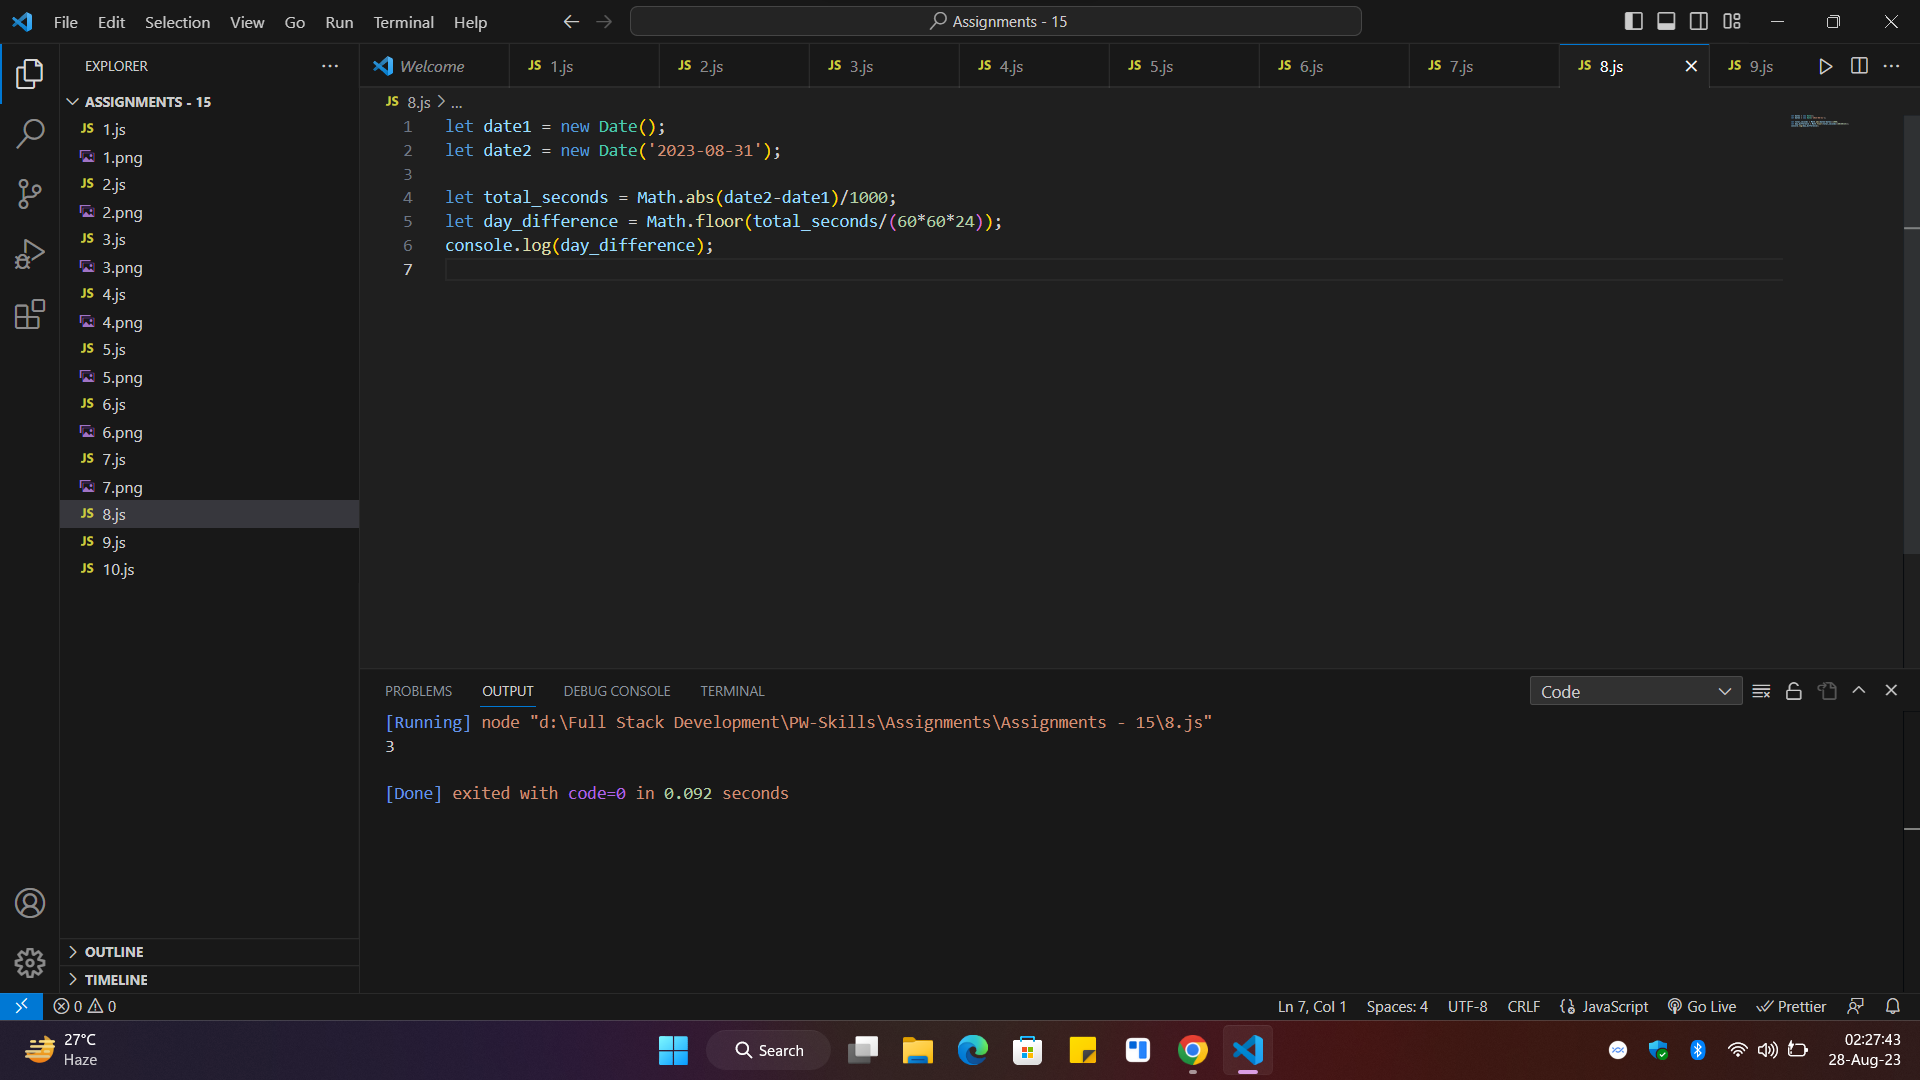 File Edit Selection View Go Run Terminal Help
Assignments - 15
EXPLORER
ASSIGNMENTS - 15
JS 1.js
1.png
JS 2.js
2.png
JS 3.js
3.png
JS 4.js
4.png
JS 5.js
5.png
JS 6.js
6.png
JS 7.js
7.png
JS 8.js
JS 9.js
JS 10.js
OUTLINE
TIMELINE
Welcome JS 1.js JS 2.js JS 3.js JS 4.js JS 5.js JS 6.js JS 7.js JS 8.js JS 9.js
JS 8.js > ...
1 let date1 = new Date();
2 let date2 = new Date('2023-08-31');
3
4 let total_seconds = Math.abs(date2-date1)/1000;
5 let day_difference = Math.floor(total_seconds/(60*60*24));
6 console.log(day_difference);
7
PROBLEMS OUTPUT DEBUG CONSOLE TERMINAL
Code
[Running] node "d:\Full Stack Development\PW-Skills\Assignments\Assignments - 15\8.js"
3
[Done] exited with code=0 in 0.092 seconds
0 0
Ln 7, Col 1 Spaces: 4 UTF-8 CRLF JavaScript Go Live Prettier
27°C
Haze
Search
02:27:43
28-Aug-23